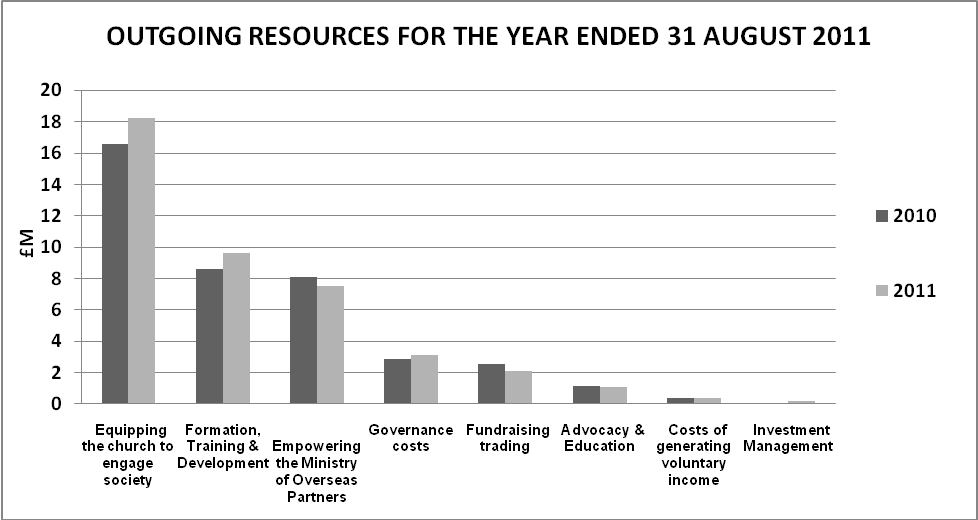 OUTGOING RESOURCES FOR THE YEAR ENDED 31 AUGUST 2011
20
18
16
14
12
10
8
6
4
2
0
£M
Equipping
the church to
engage
society
Formation,
Training &
Development
Empowering
the Ministry
of Overseas
Partners
Governance
costs
Fundraising
trading
Advocacy &
Education
Costs of
generating
voluntary
income
Investment
Management
2010
2011